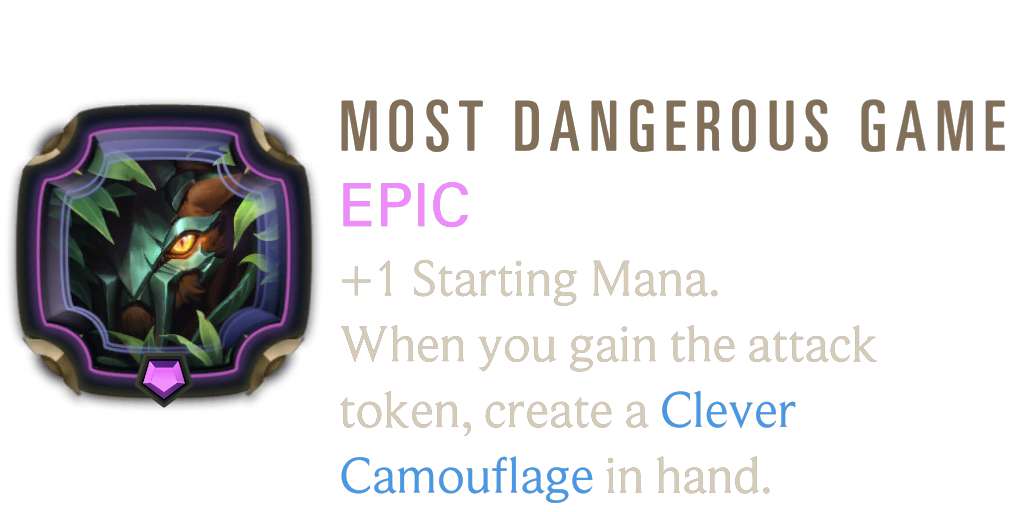 MOST DANGEROUS GAME
EPIC
+1 Starting Mana.
When you gain the attack
token, create a Clever
Camouflage in hand.